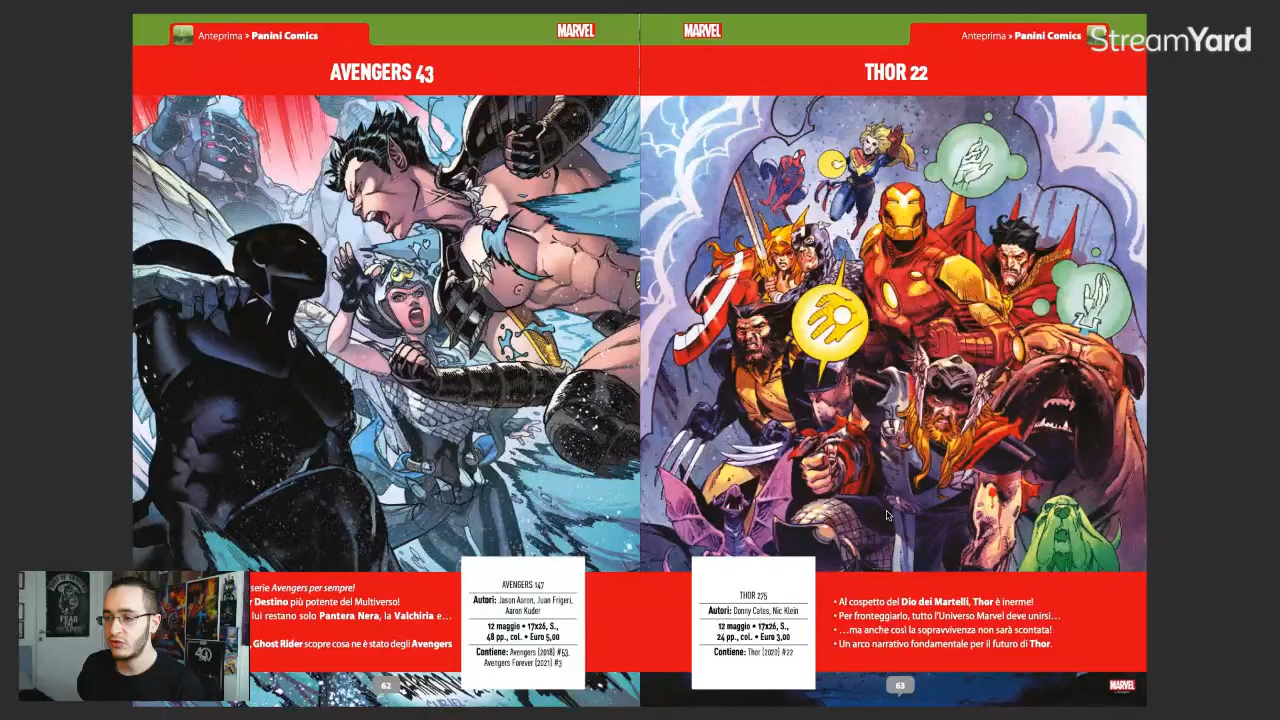 StreamYard
Anteprima » Panini Comics
MARVEL
AVENGERS 43
serie Avengers per sempre!
Destino più potente del Multiverso!
lui restano solo Pantera Nera, la Valchiria e…
Ghost Rider scopre cosa ne è stato degli Avengers
AVENGERS 147
Autori: Jason Aaron, Juan Frigeri,
Aaron Kuder
12 maggio • 17x26, S.,
48 pp., col. • Euro 5,00
Contiene: Avengers (2018) #53,
Avengers Forever (2021) #3
62
MARVEL
Anteprima » Panini Comics
THOR 22
THOR 275
Autori: Donny Cates, Nic Klein
12 maggio • 17x26, S.,
24 pp., col. • Euro 3,00
Contiene: Thor (2020) #22
• Al cospetto del Dio dei Martelli, Thor è inerme!
• Per fronteggiarlo, tutto l'Universo Marvel deve unirsi…
• …ma anche così la sopravvivenza non sarà scontata!
• Un arco narrativo fondamentale per il futuro di Thor.
63
MARVEL